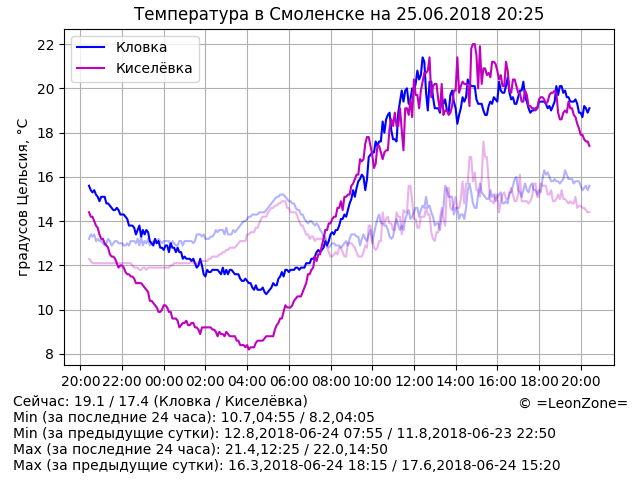 Температура в Смоленске на 25.06.2018 20:25
Кловка
Киселёвка
градусов Цельсия, °C
22
20
18
16
14
12
10
8
20:00 22:00 00:00 02:00 04:00 06:00 08:00 10:00 12:00 14:00 16:00 18:00 20:00
Сейчас: 19.1 / 17.4 (Кловка / Киселёвка)
© =LeonZone=
Min (за последние 24 часа): 10.7,04:55 / 8.2,04:05
Min (за предыдущие сутки): 12.8,2018-06-24 07:55 / 11.8,2018-06-23 22:50
Max (за последние 24 часа): 21.4,12:25 / 22.0,14:50
Max (за предыдущие сутки): 16.3,2018-06-24 18:15 / 17.6,2018-06-24 15:20